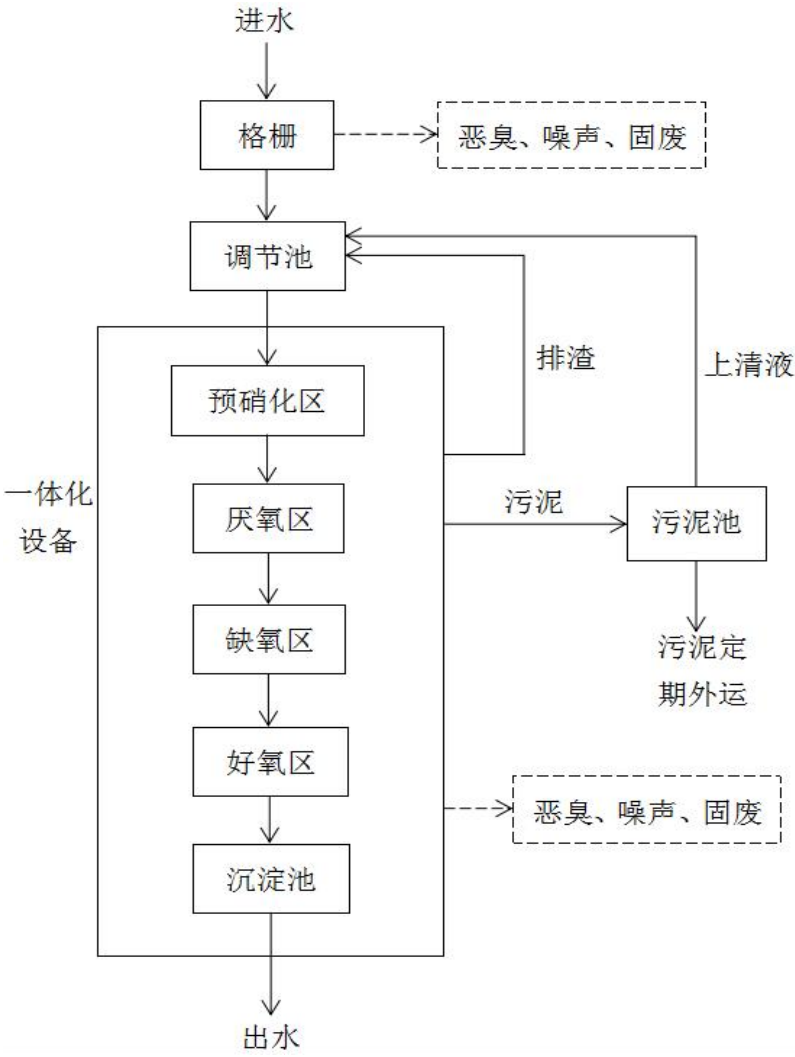 进水
格栅
恶臭、噪声、固废
调节池
排渣
上清液
预硝化区
一体化
设备
厌氧区
污泥
污泥池
缺氧区
污泥定
期外运
好氧区
恶臭、噪声、固废
沉淀池
出水